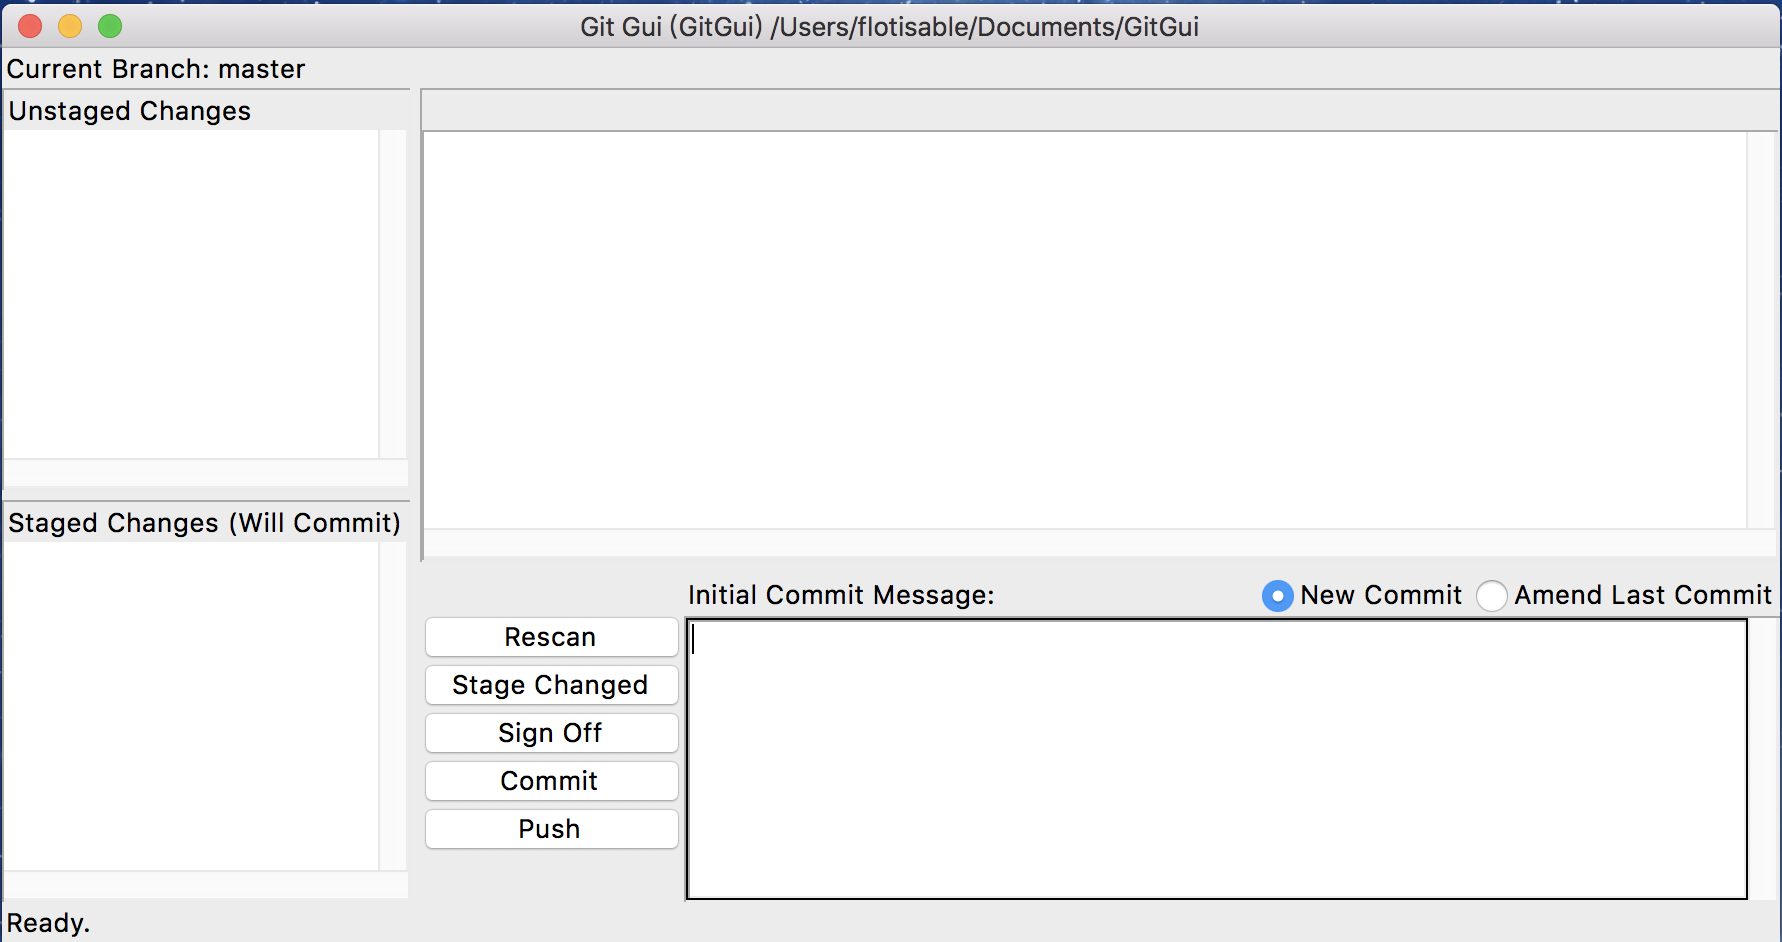 Git Gui (GitGui) /Users/flotisable/Documents/GitGui
Current Branch: master
Unstaged Changes
Staged Changes (Will Commit)
Initial Commit Message:
New Commit
Amend Last Commit
Rescan
Stage Changed
Sign Off
Commit
Push
Ready.